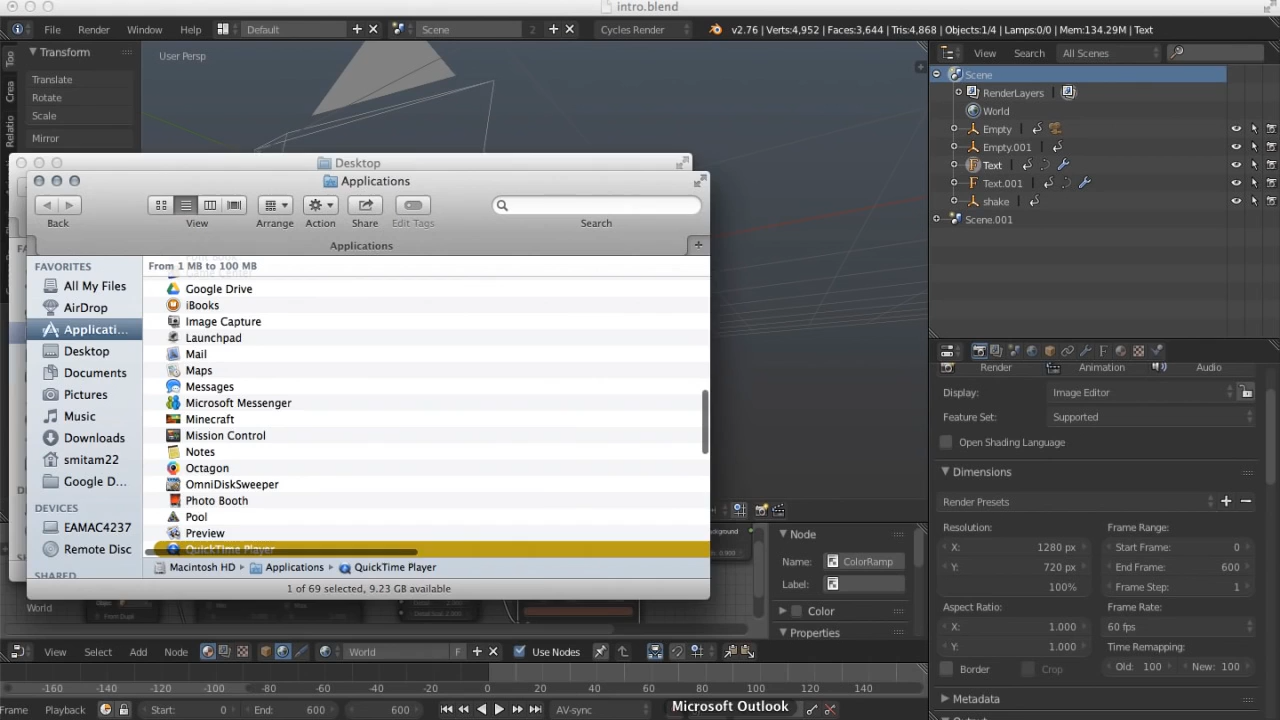 intro.blend
File Render Window Help Default Scene 2 Cycles Render v2.76 | Verts:4,952 | Faces:3,644 | Tris:4,868 | Objects:1/4 | Lamps:0/0 | Mem:134.29M | Text
Transform
User Persp
Translate
Rotate
Scale
Mirror
Too
Crea
Relatio
View Search All Scenes
Scene
RenderLayers
World
Empty
Empty.001
Text
Text.001
shake
Scene.001
Desktop
Applications
Back View Arrange Action Share Edit Tags Search
Applications
FAVORITES
All My Files
AirDrop
Applicati...
Desktop
Documents
Pictures
Music
Downloads
smitam22
Google D...
DEVICES
EAMAC4237
Remote Disc
SHARED
From 1 MB to 100 MB
Google Drive
iBooks
Image Capture
Launchpad
Mail
Maps
Messages
Microsoft Messenger
Minecraft
Mission Control
Notes
Octagon
OmniDiskSweeper
Photo Booth
Pool
Preview
QuickTime Player
Macintosh HD Applications QuickTime Player
1 of 69 selected, 9.23 GB available
Render Animation Audio
Display: Image Editor
Feature Set: Supported
Open Shading Language
Dimensions
Render Presets
Resolution: Frame Range:
X: 1280 px Start Frame: 0
Y: 720 px End Frame: 600
100% Frame Step: 1
Aspect Ratio: Frame Rate:
X: 1.000 60 fps
Y: 1.000 Time Remapping:
Border Crop Old: 100 New: 100
Metadata
Node
Name: ColorRamp
Label:
Color
Properties
World
View Select Add Node World F Use Nodes
-160 -140 -120 -100 -80 -60 -40 -20 0 20 40 60 80 100 120 140
Frame Playback Start: 0 End: 600 600 AV-sync
Microsoft Outlook